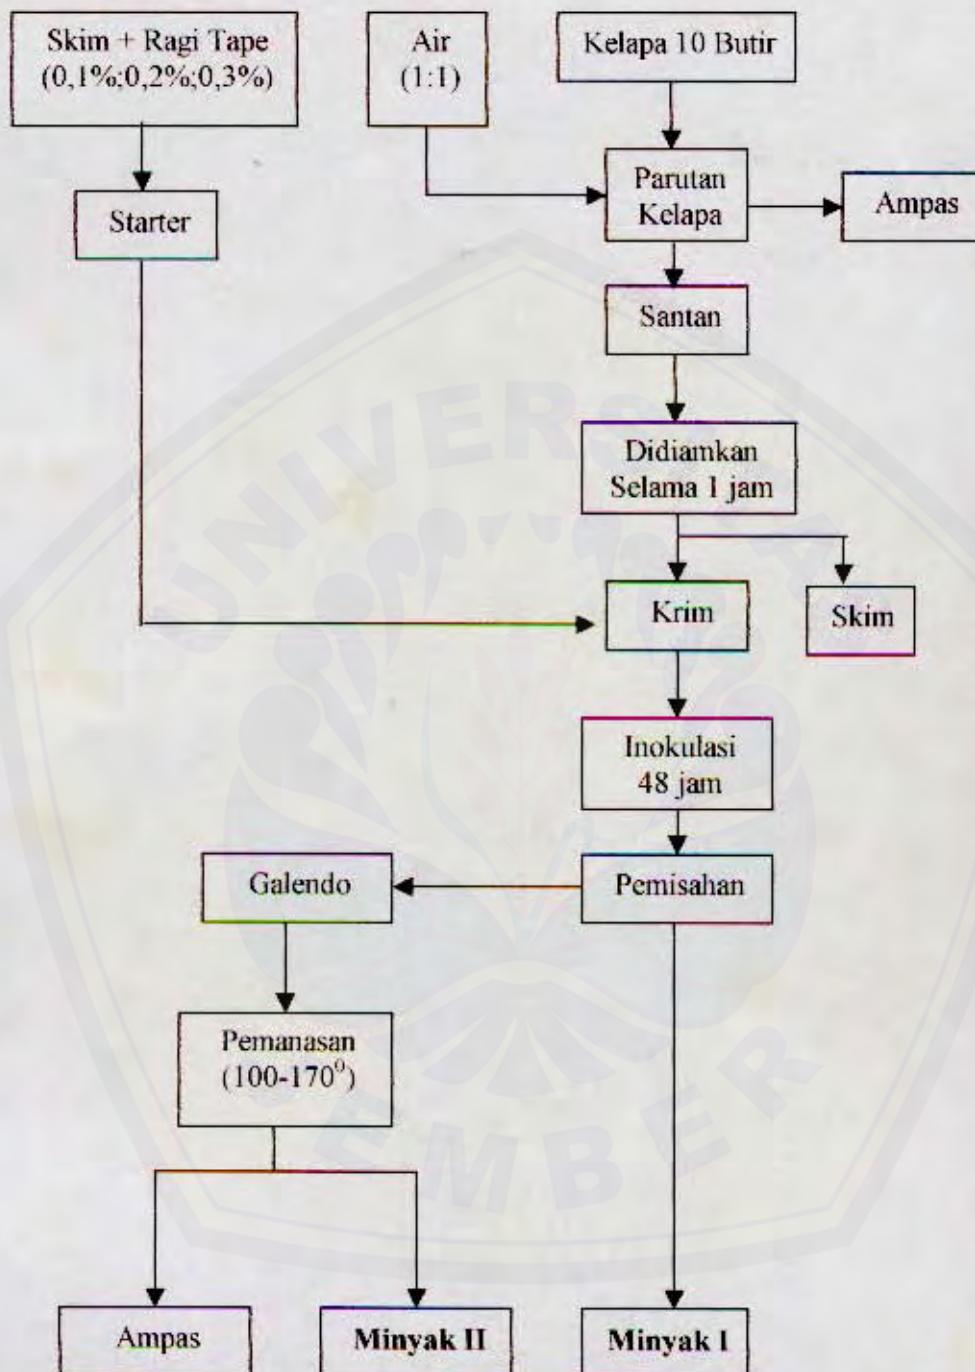 Skim + Ragi Tape
(0,1%;0,2%;0,3%)
Air
(1:1)
Kelapa 10 Butir
Starter
Parutan
Kelapa
Ampas
Santan
Didiamkan
Selama 1 jam
Krim
Skim
Inokulasi
48 jam
Galendo
Pemisahan
Pemanasan
(100-170⁰)
Ampas
Minyak II
Minyak I
UNIVERSITAS
JEMBER